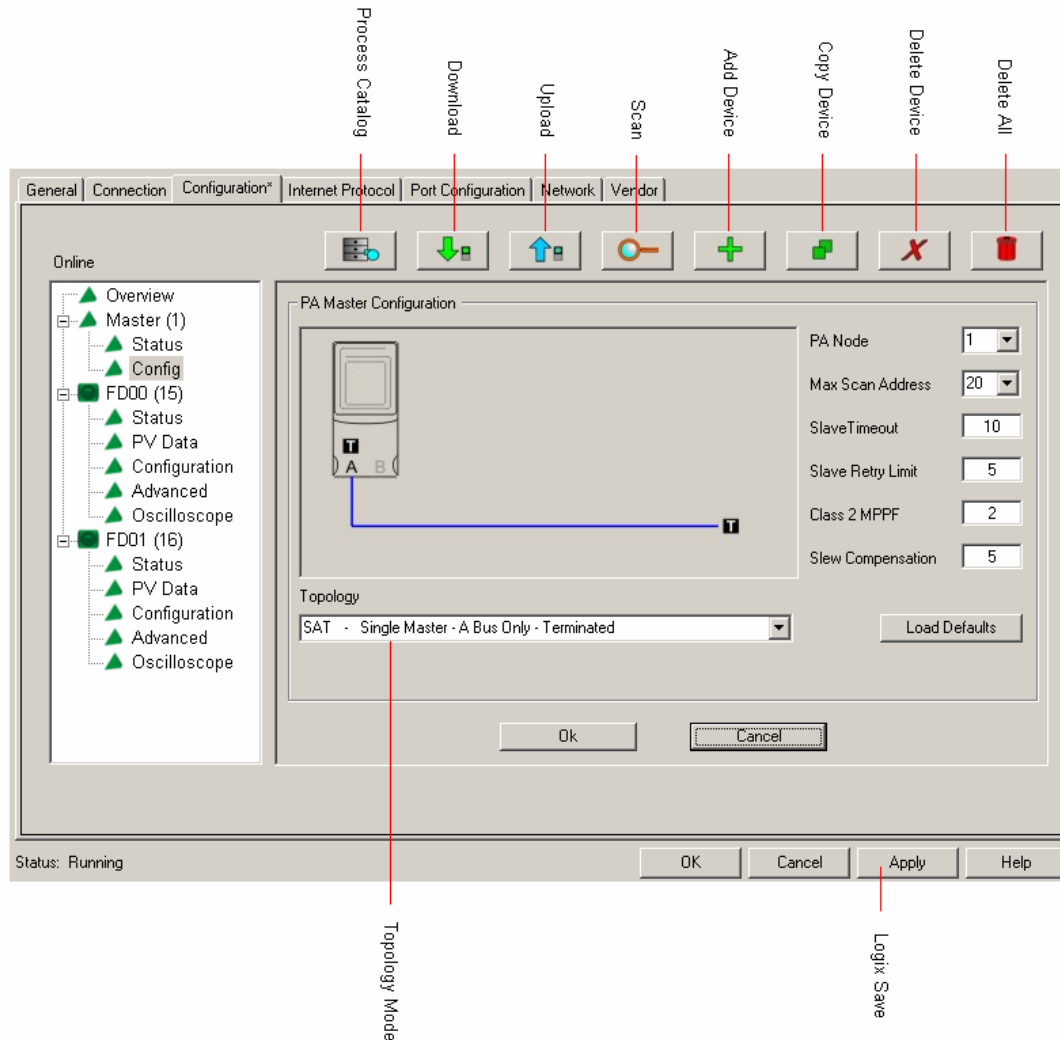 Process Catalog
Download
Upload
Scan
Add Device
Copy Device
Delete Device
Delete All
General Connection Configuration* Internet Protocol Port Configuration Network Vendor
Online
Overview
Master (1)
Status
Config
FD00 (15)
Status
PV Data
Configuration
Advanced
Oscilloscope
FD01 (16)
Status
PV Data
Configuration
Advanced
Oscilloscope
PA Master Configuration
T
A B
T
PA Node 1
Max Scan Address 20
SlaveTimeout 10
Slave Retry Limit 5
Class 2 MPPF 2
Slew Compensation 5
Topology
SAT - Single Master - A Bus Only - Terminated
Load Defaults
Ok Cancel
Status: Running
OK Cancel Apply Help
Topology Mode
Logix Save